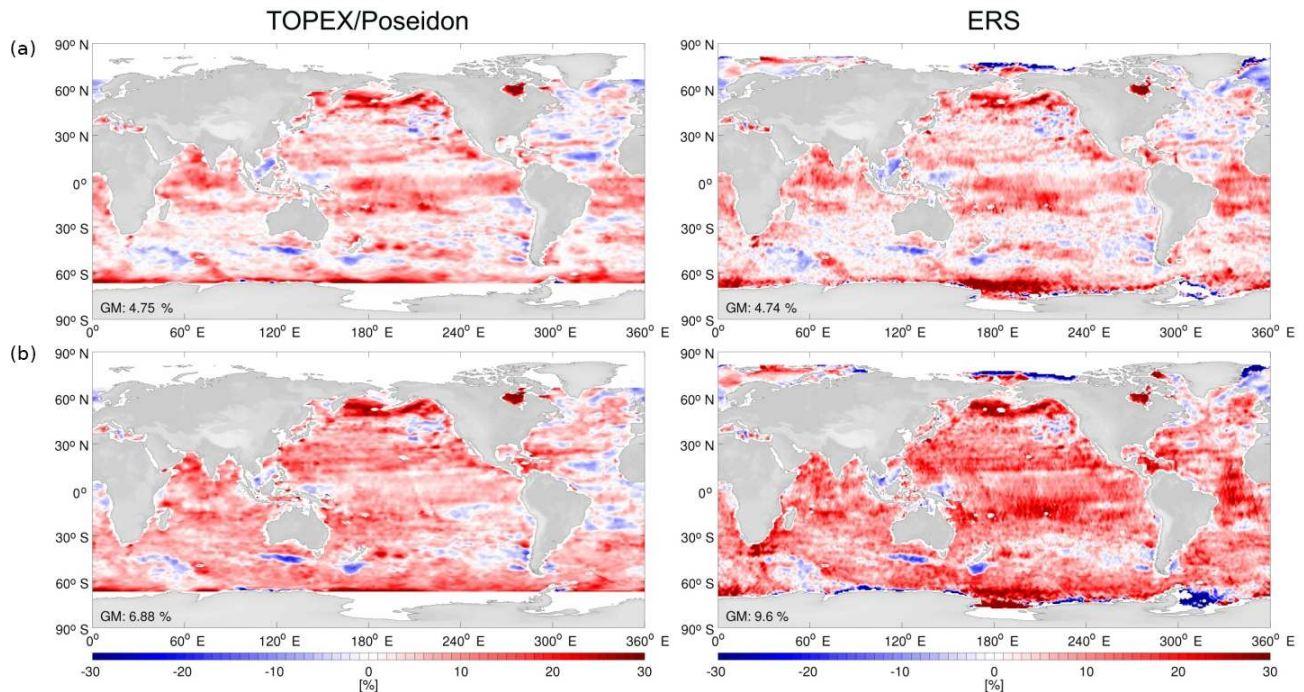 TOPEX/Poseidon ERS
(a)
90° N 90° N
60° N 60° N
30° N 30° N
0° 0°
30° S 30° S
60° S 60° S
GM: 4.75 % GM: 4.74 %
90° S 90° S
0° 60° E 120° E 180° E 240° E 300° E 360° E 0° 60° E 120° E 180° E 240° E 300° E 360° E
(b)
90° N 90° N
60° N 60° N
30° N 30° N
0° 0°
30° S 30° S
60° S 60° S
GM: 6.88 % GM: 9.6 %
90° S 90° S
0° 60° E 120° E 180° E 240° E 300° E 360° E 0° 60° E 120° E 180° E 240° E 300° E 360° E
-30 -20 -10 0 10 20 30 -30 -20 -10 0 10 20 30
[%] [%]